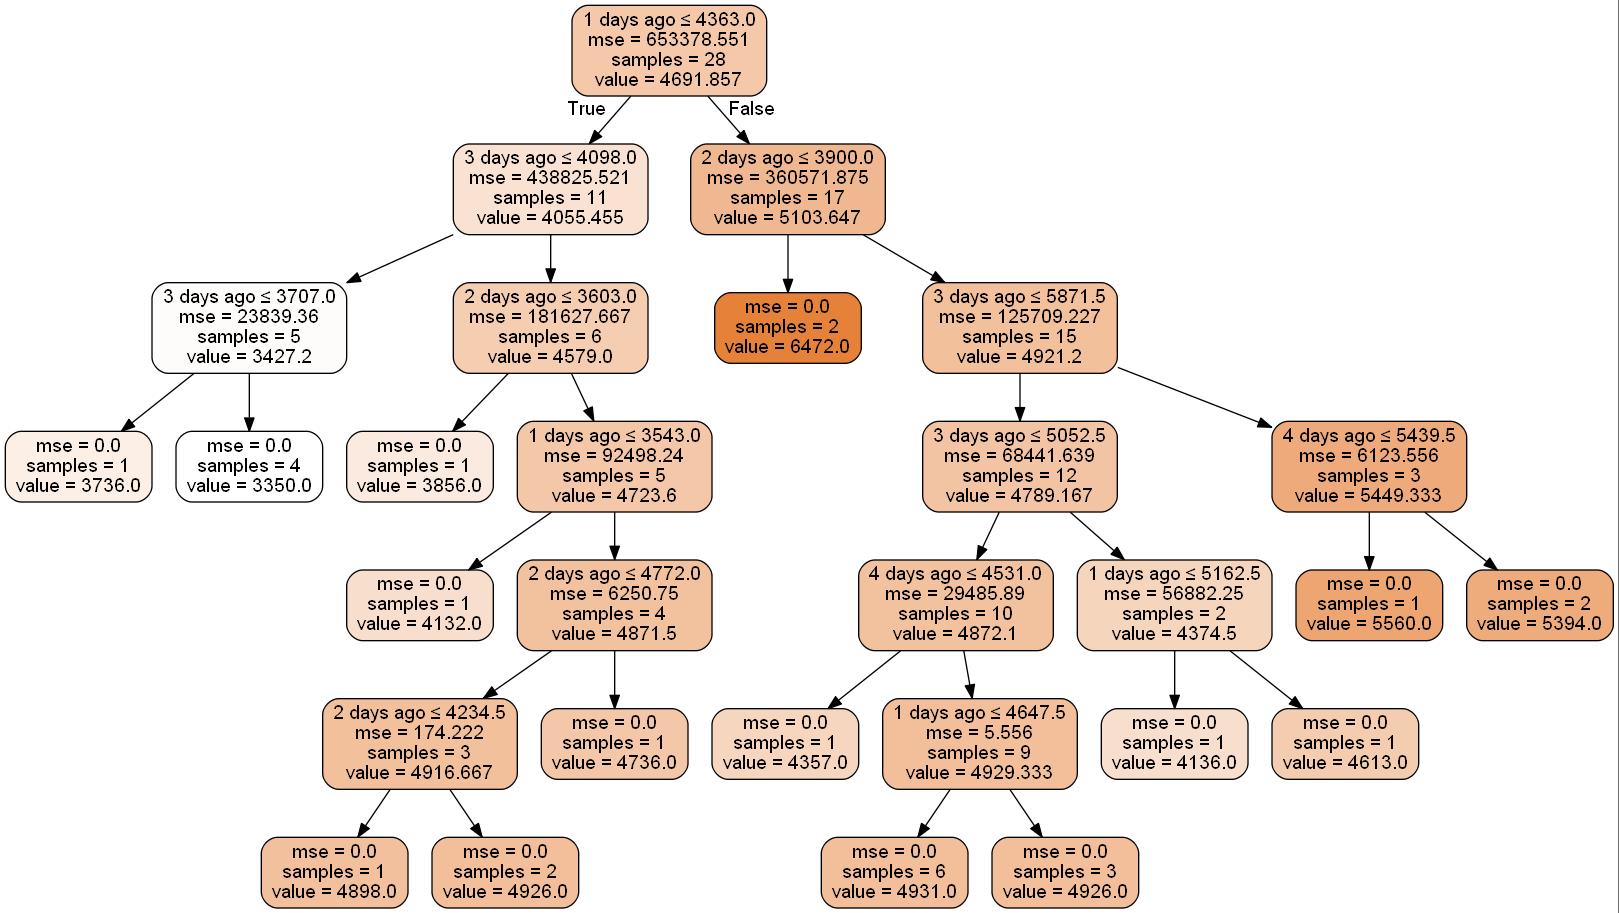 1 days ago ≤ 4363.0
mse = 653378.551
samples = 28
value = 4691.857
True
False
3 days ago ≤ 4098.0
mse = 438825.521
samples = 11
value = 4055.455
2 days ago ≤ 3900.0
mse = 360571.875
samples = 17
value = 5103.647
3 days ago ≤ 3707.0
mse = 23839.36
samples = 5
value = 3427.2
2 days ago ≤ 3603.0
mse = 181627.667
samples = 6
value = 4579.0
mse = 0.0
samples = 2
value = 6472.0
3 days ago ≤ 5871.5
mse = 125709.227
samples = 15
value = 4921.2
mse = 0.0
samples = 1
value = 3736.0
mse = 0.0
samples = 4
value = 3350.0
mse = 0.0
samples = 1
value = 3856.0
1 days ago ≤ 3543.0
mse = 92498.24
samples = 5
value = 4723.6
3 days ago ≤ 5052.5
mse = 68441.639
samples = 12
value = 4789.167
4 days ago ≤ 5439.5
mse = 6123.556
samples = 3
value = 5449.333
mse = 0.0
samples = 1
value = 4132.0
2 days ago ≤ 4772.0
mse = 6250.75
samples = 4
value = 4871.5
4 days ago ≤ 4531.0
mse = 29485.89
samples = 10
value = 4872.1
1 days ago ≤ 5162.5
mse = 56882.25
samples = 2
value = 4374.5
mse = 0.0
samples = 1
value = 5560.0
mse = 0.0
samples = 2
value = 5394.0
2 days ago ≤ 4234.5
mse = 174.222
samples = 3
value = 4916.667
mse = 0.0
samples = 1
value = 4736.0
mse = 0.0
samples = 1
value = 4357.0
1 days ago ≤ 4647.5
mse = 5.556
samples = 9
value = 4929.333
mse = 0.0
samples = 1
value = 4136.0
mse = 0.0
samples = 1
value = 4613.0
mse = 0.0
samples = 1
value = 4898.0
mse = 0.0
samples = 2
value = 4926.0
mse = 0.0
samples = 6
value = 4931.0
mse = 0.0
samples = 3
value = 4926.0